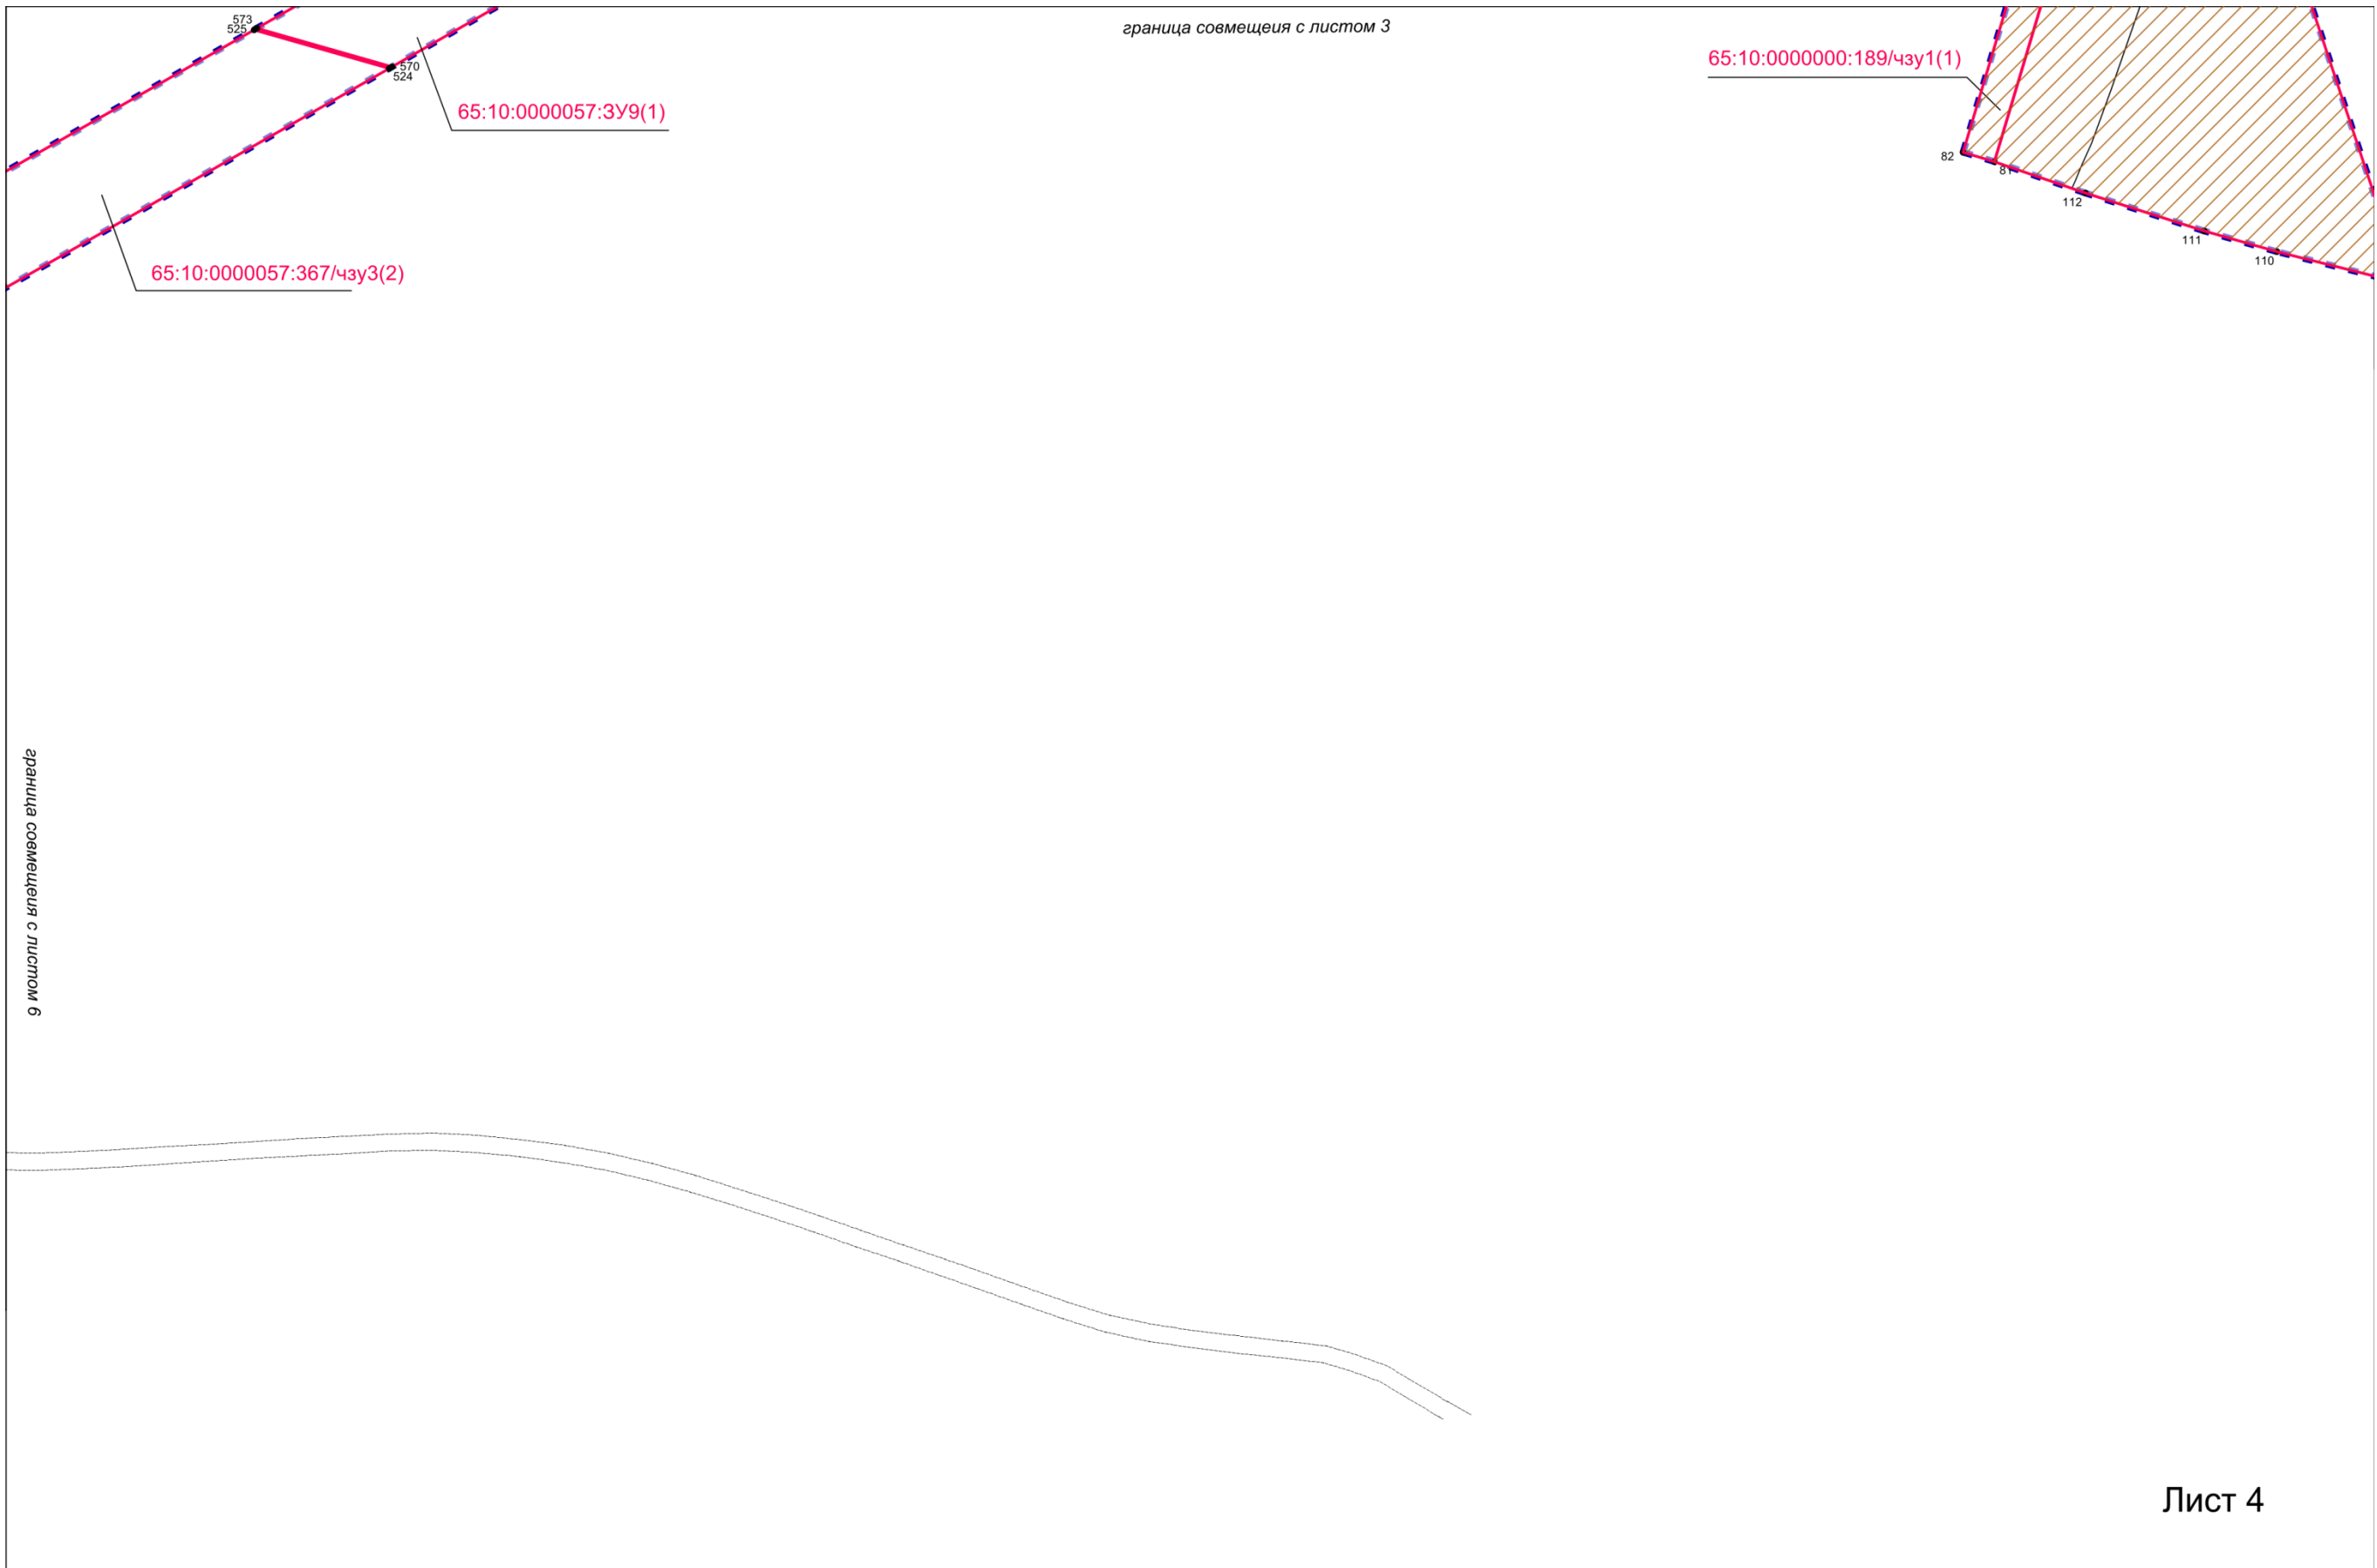 573
525
граница совмещеия с листом 3
570
524
65:10:0000000:189/чзу1(1)
65:10:0000057:ЗУ9(1)
82
81
112
111
110
65:10:0000057:367/чзу3(2)
граница совмещеия с листом 6
Лист 4